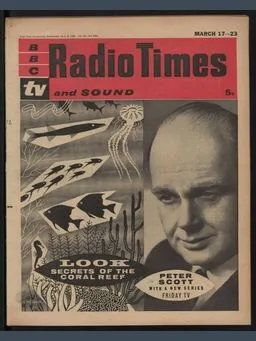 MARCH 17—23
BBC tv
Radio Times
and SOUND
5D
LOOK
SECRETS OF THE
CORAL REEF
PETER
SCOTT
WITH A NEW SERIES
FRIDAY TV